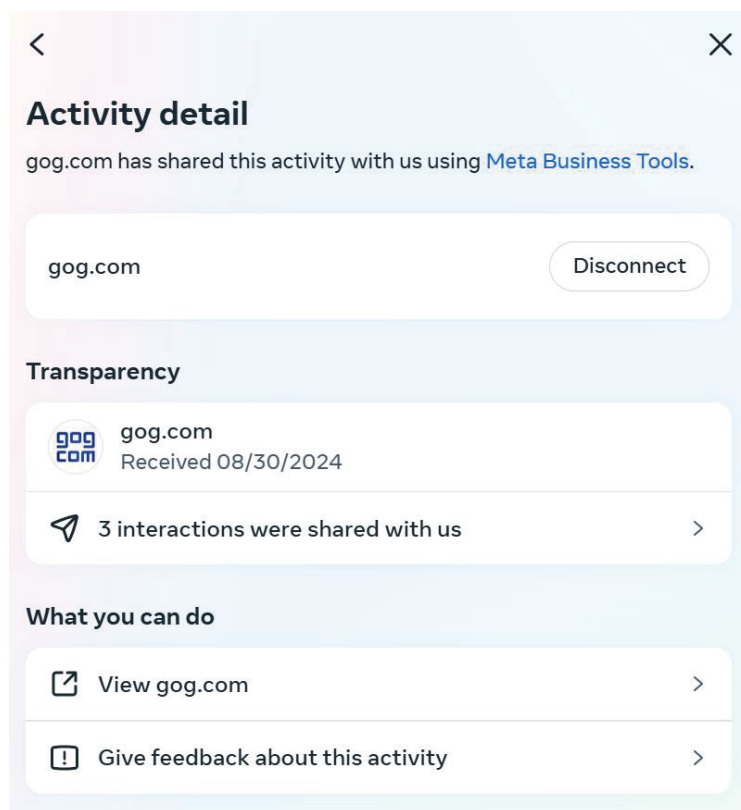 Activity detail
gog.com has shared this activity with us using Meta Business Tools.
gog.com
Disconnect
Transparency
gog
com
gog.com
Received 08/30/2024
3 interactions were shared with us
What you can do
View gog.com
Give feedback about this activity